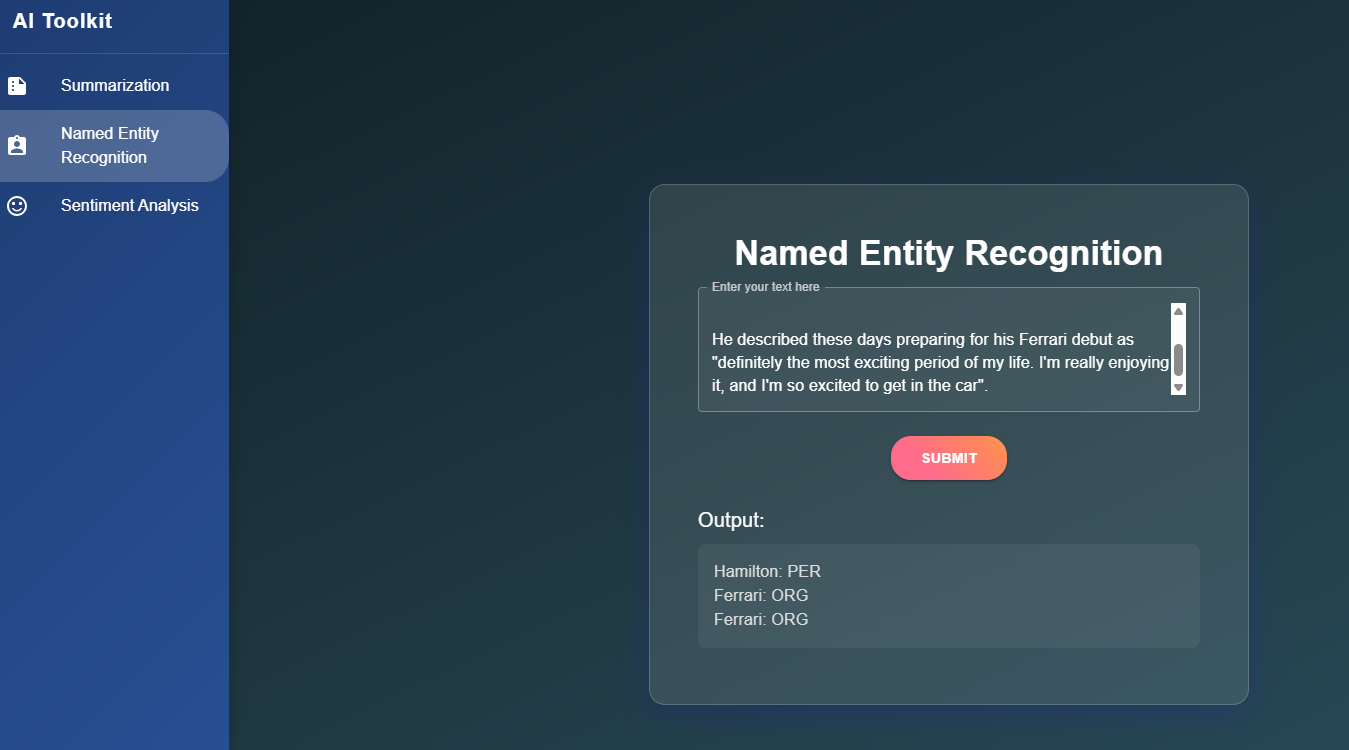 AI Toolkit
Summarization
Named Entity
Recognition
Sentiment Analysis
Named Entity Recognition
Enter your text here
He described these days preparing for his Ferrari debut as
"definitely the most exciting period of my life. I'm really enjoying
it, and I'm so excited to get in the car".
SUBMIT
Output:
Hamilton: PER
Ferrari: ORG
Ferrari: ORG